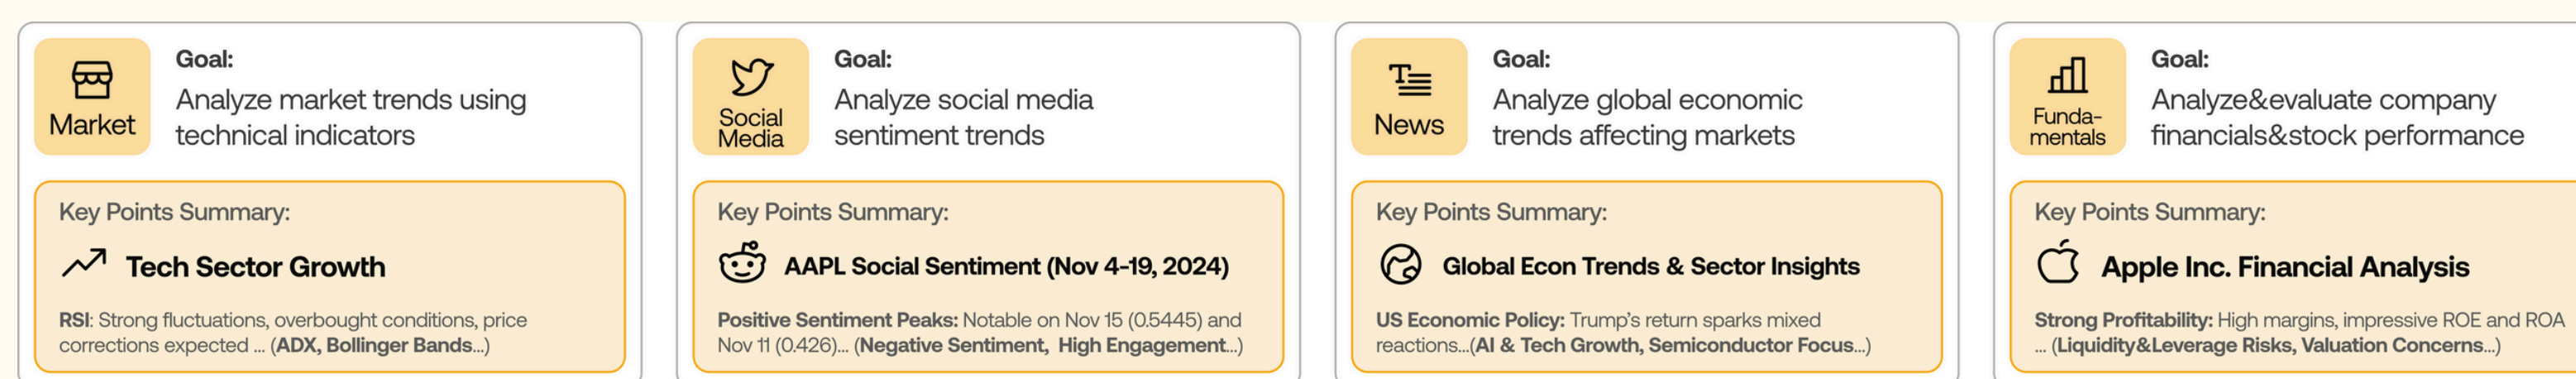 Market
Goal:
Analyze market trends using
technical indicators
Key Points Summary:
Tech Sector Growth
RSI: Strong fluctuations, overbought conditions, price
corrections expected ... (ADX, Bollinger Bands...)
Social
Media
Goal:
Analyze social media
sentiment trends
Key Points Summary:
AAPL Social Sentiment (Nov 4-19, 2024)
Positive Sentiment Peaks: Notable on Nov 15 (0.5445) and
Nov 11 (0.426)... (Negative Sentiment, High Engagement...)
News
Goal:
Analyze global economic
trends affecting markets
Key Points Summary:
Global Econ Trends & Sector Insights
US Economic Policy: Trump's return sparks mixed
reactions...(AI & Tech Growth, Semiconductor Focus...)
Funda-
mentals
Goal:
Analyze&evaluate company
financials&stock performance
Key Points Summary:
Apple Inc. Financial Analysis
Strong Profitability: High margins, impressive ROE and ROA
... (Liquidity&Leverage Risks, Valuation Concerns...)